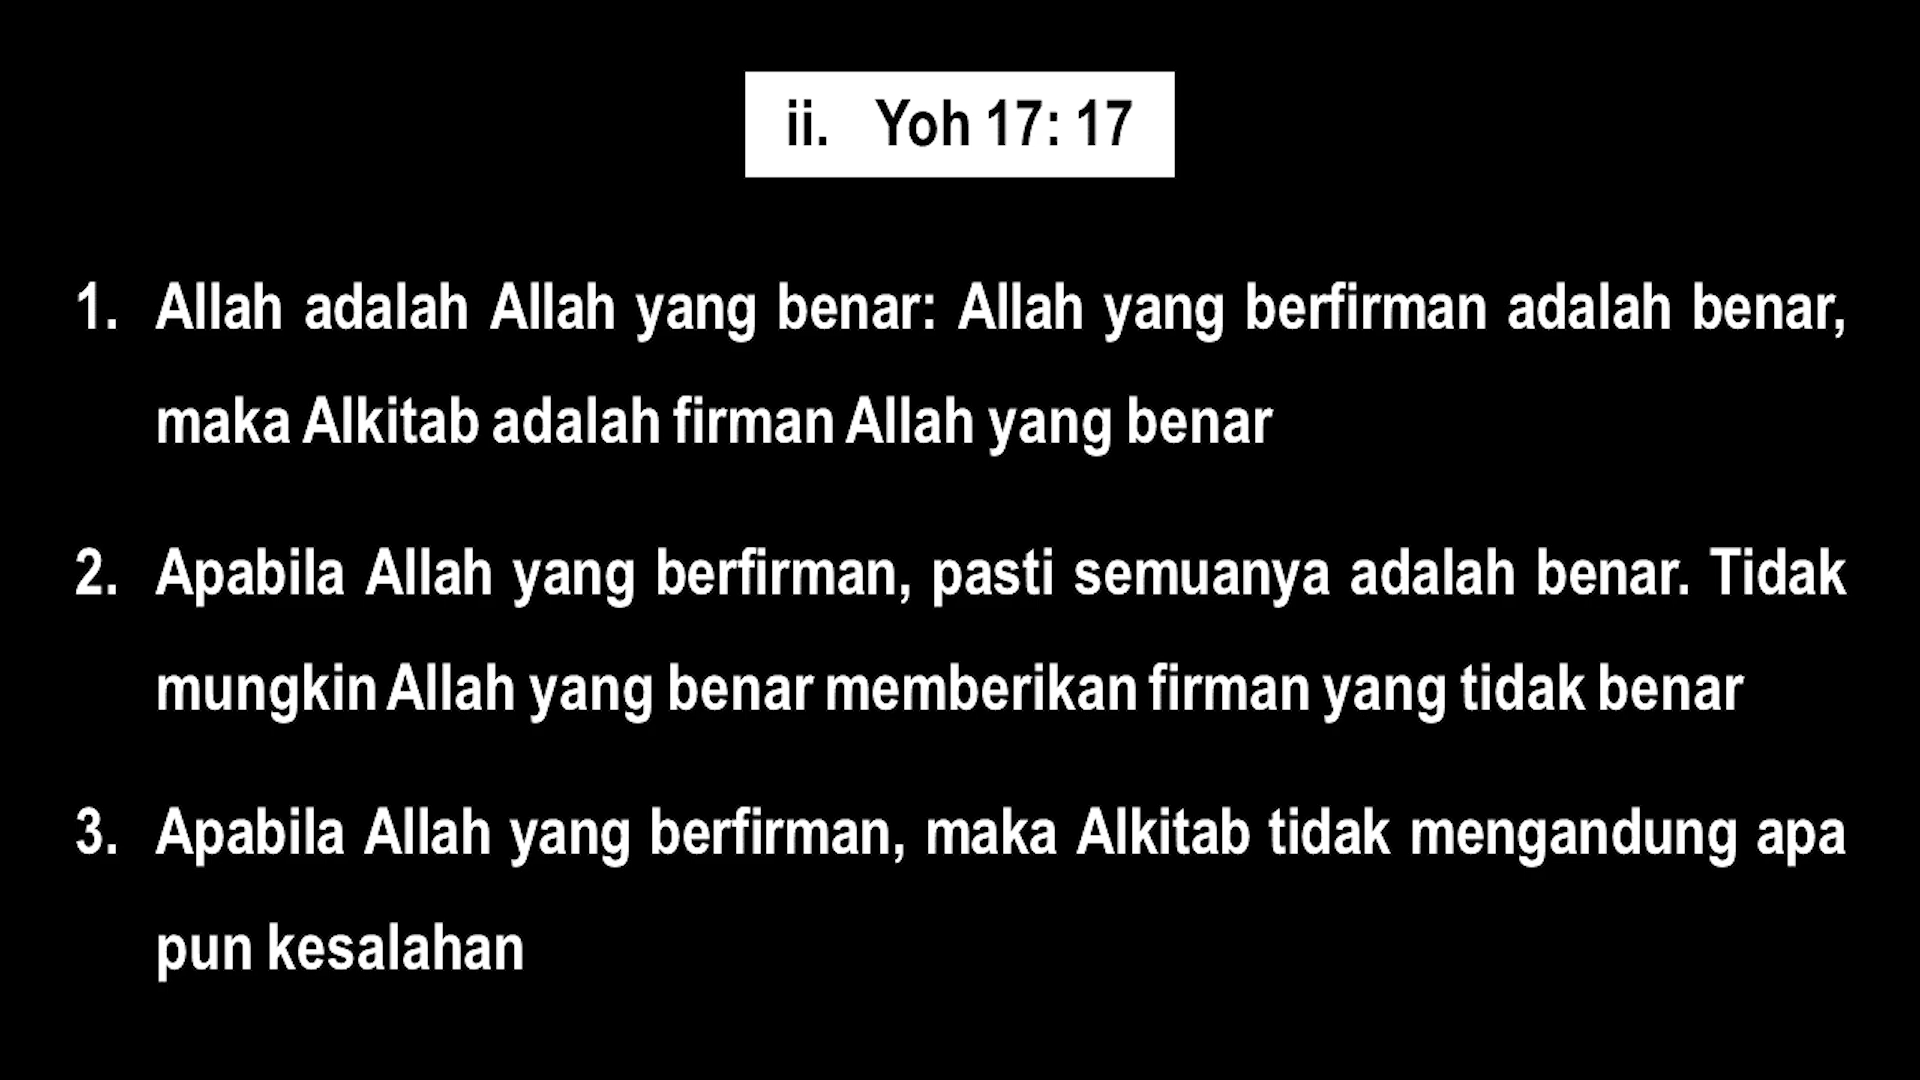 ii. Yoh 17: 17
1. Allah adalah Allah yang benar: Allah yang berfirman adalah benar,
maka Alkitab adalah firman Allah yang benar
2. Apabila Allah yang berfirman, pasti semuanya adalah benar. Tidak
mungkin Allah yang benar memberikan firman yang tidak benar
3. Apabila Allah yang berfirman, maka Alkitab tidak mengandung apa
pun kesalahan